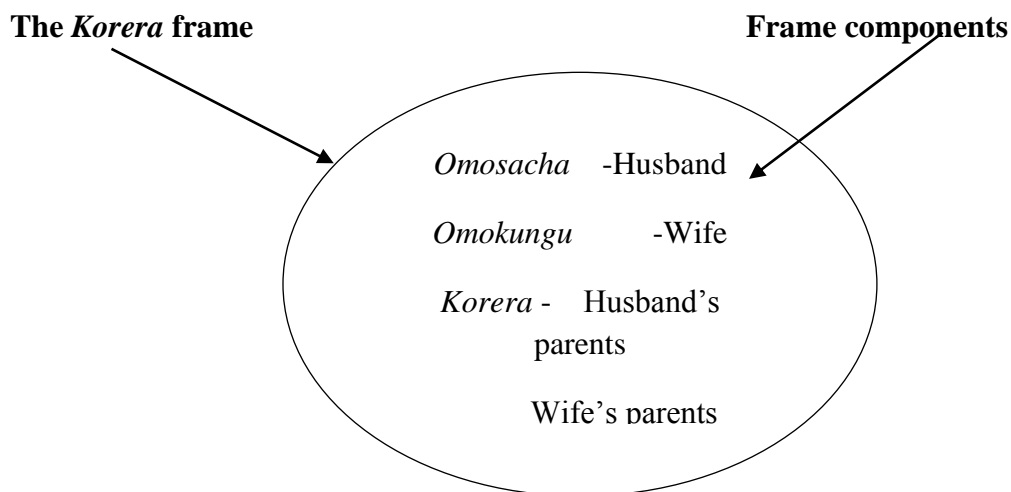 The Korera frame Frame components
Omosacha -Husband
Omokungu -Wife
Korera - Husband’s
parents
Wife’s parents